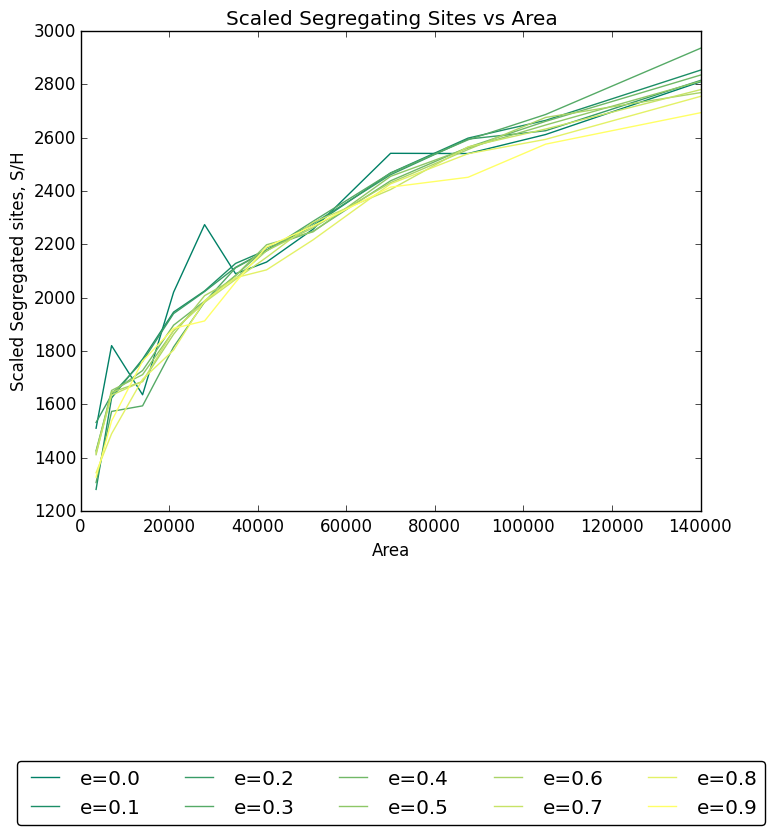 Scaled Segregating Sites vs Area
Scaled Segregated sites, S/H
3000
2800
2600
2400
2200
2000
1800
1600
1400
1200
0 20000 40000 60000 80000 100000 120000 140000
Area
e=0.0 e=0.2 e=0.4 e=0.6 e=0.8
e=0.1 e=0.3 e=0.5 e=0.7 e=0.9